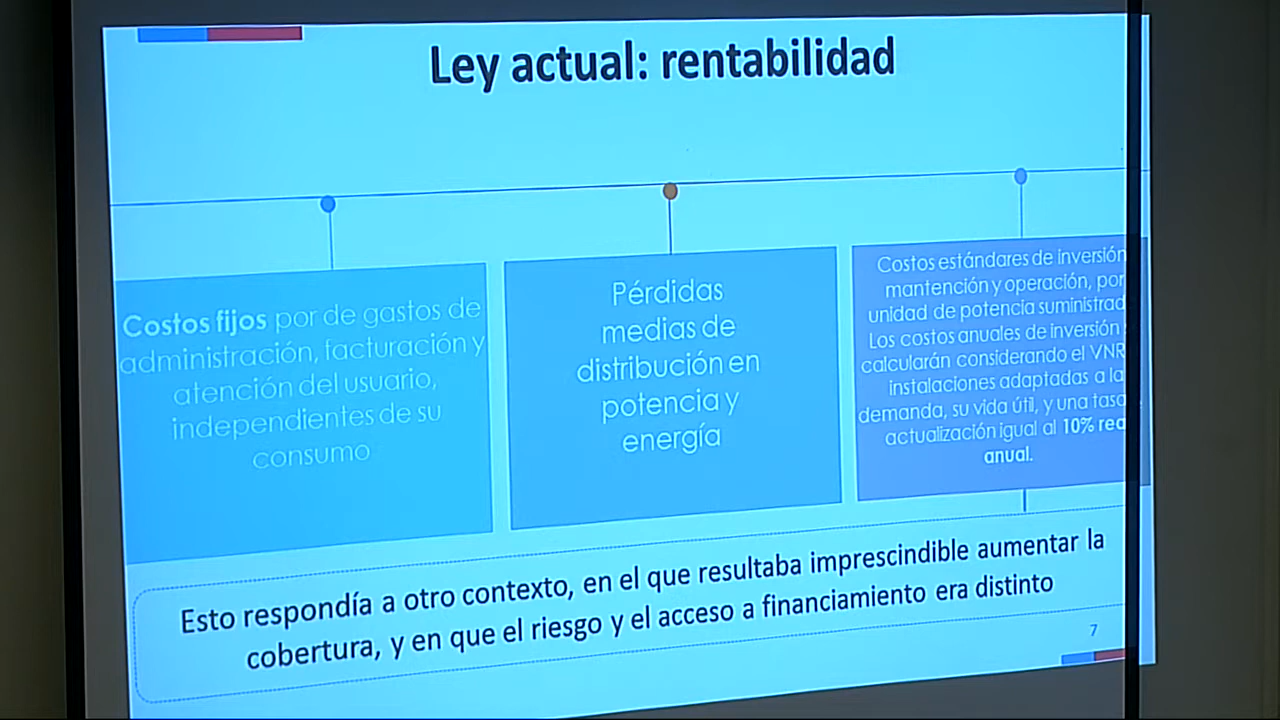 Ley actual: rentabilidad
Costos fijos por de gastos de
administración, facturación y
atención del usuario,
independientes de su
consumo
Pérdidas
medias de
distribución en
potencia y
energía
Costos estándares de inversión
mantención y operación, por
unidad de potencia
Los costos anuales de inversión
calcularán considerando el VNR
instalaciones adaptadas a la
demanda, su vida útil, y una
actualización igual al 10%
anual.
Esto respondía a otro contexto, en el que resultaba imprescindible aumentar la
cobertura, y en que el riesgo y el acceso a financiamiento era distinto
7